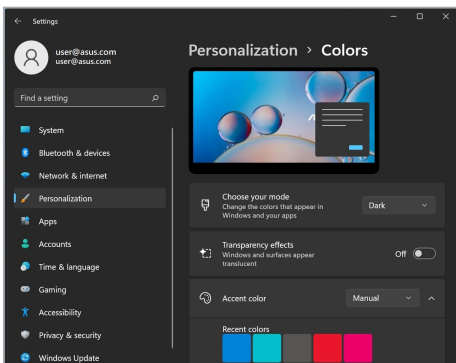 Settings
user@asus.com
user@asus.com
Find a setting
System
Bluetooth & devices
Network & internet
Personalization
Apps
Accounts
Time & language
Gaming
Accessibility
Privacy & security
Windows Update
Personalization > Colors
Choose your mode
Change the colors that appear in
Windows and your apps
Dark
Transparency effects
Windows and surfaces appear
translucent
Off
Accent color
Manual
Recent colors